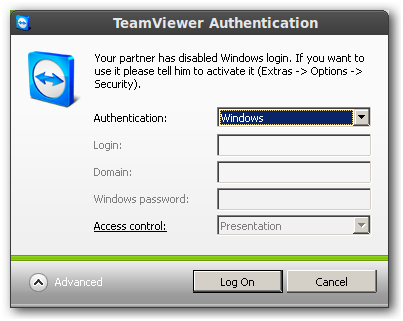 TeamViewer Authentication
Your partner has disabled Windows login. If you want
to use it please tell him to activate it (Extras -> Options ->
Security).
Authentication: Windows
Login:
Domain:
Windows password:
Access control: Presentation
Advanced Log On Cancel